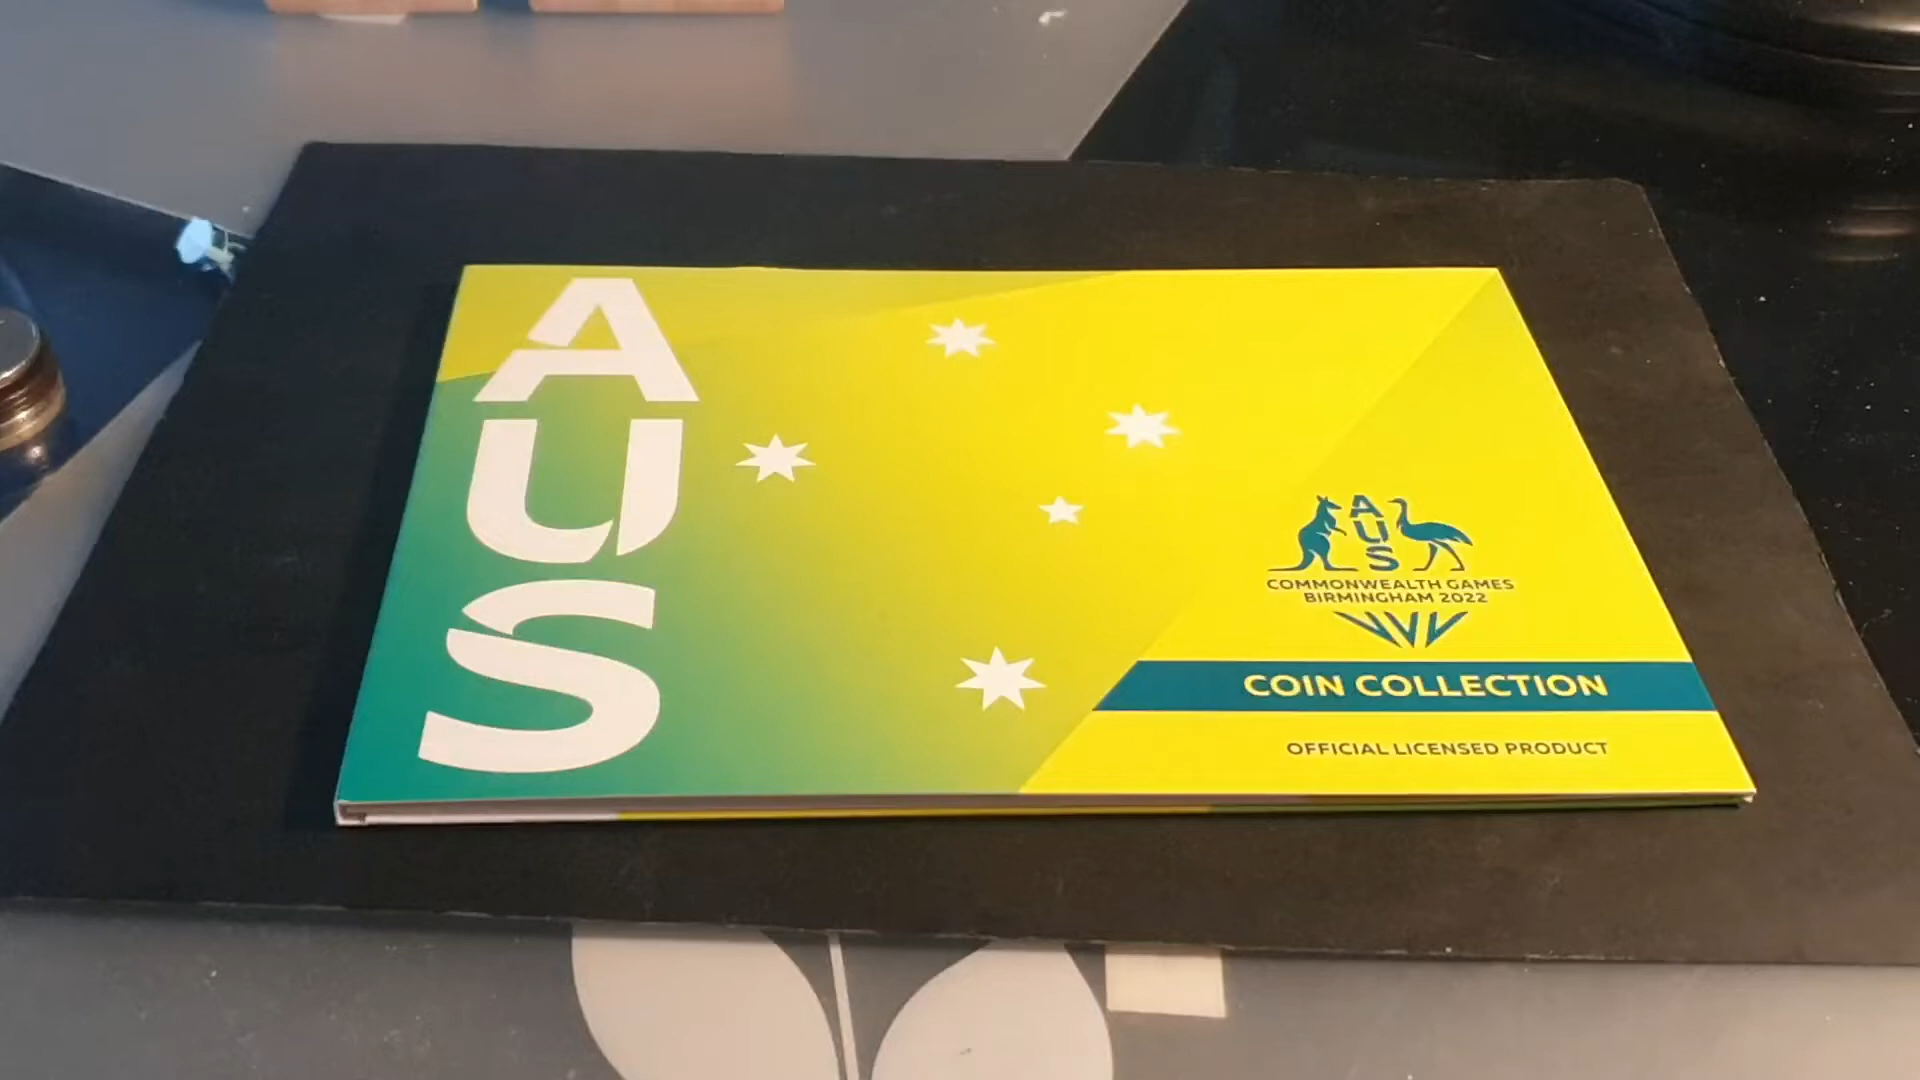 AUS
AUS
COMMONWEALTH GAMES
BIRMINGHAM 2022
COIN COLLECTION
OFFICIAL LICENSED PRODUCT